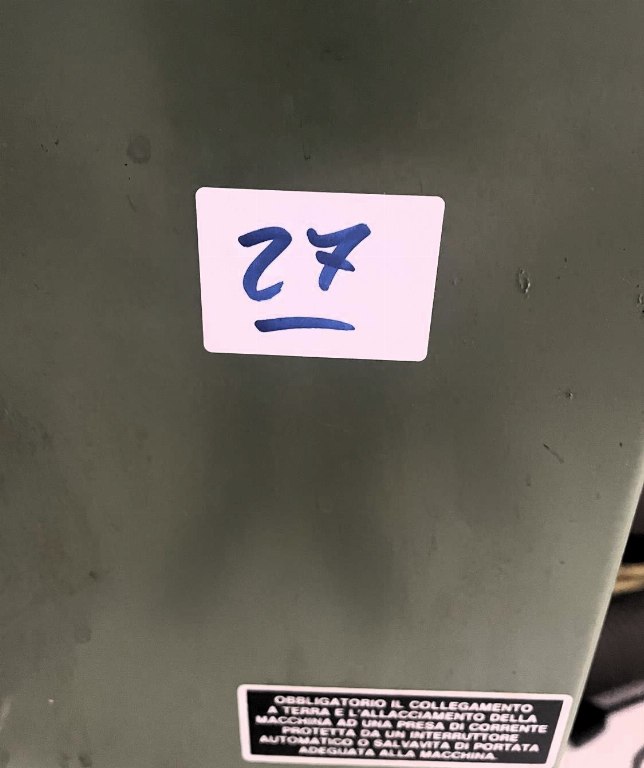 27
OBBLIGATORIO IL COLLEGAMENTO
A TERRA E L'ALLACCIAMENTO DELLA
MACCHINA AD UNA PRESA DI CORRENTE
PROTETTA DA UN INTERRUTTORE
AUTOMATICO O SALVAVITA DI PORTATA
ADEGUATA ALLA MACCHINA.